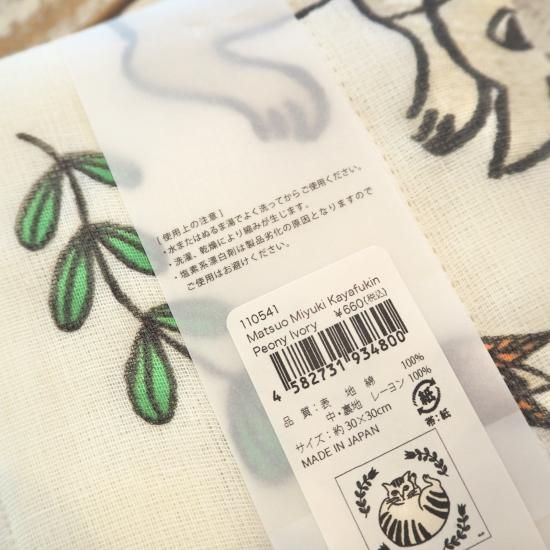 [使用上の注意]
・水またはぬるま湯でよく洗ってからご使用ください。
・洗濯、乾燥により縮みが生じます。
・塩素系漂白剤は製品劣化の原因となりますので
ご使用はお避けください。
110541
Matsuo Miyuki Kayafukin
Peony Ivory ¥660(税込)
4 582731 934800
品質：表地 綿 100%
中・裏地 レーヨン 100%
サイズ：約30×30cm
MADE IN JAPAN
紙
帯：紙